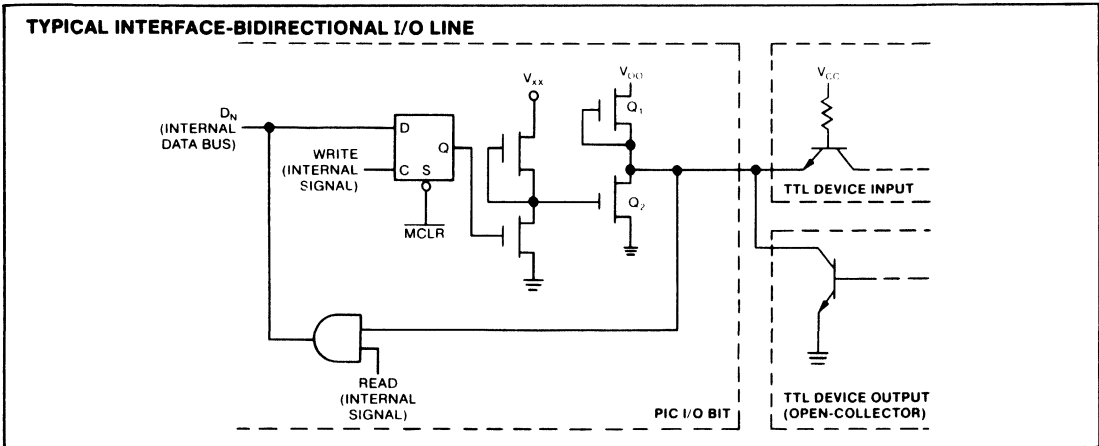 TYPICAL INTERFACE-BIDIRECTIONAL I/O LINE
Vxx
VDD
VCC
DN
(INTERNAL
DATA BUS)
D
Q
Q1
WRITE
(INTERNAL
SIGNAL)
C S
MCLR
Q2
TTL DEVICE INPUT
READ
(INTERNAL
SIGNAL)
PIC I/O BIT
TTL DEVICE OUTPUT
(OPEN-COLLECTOR)